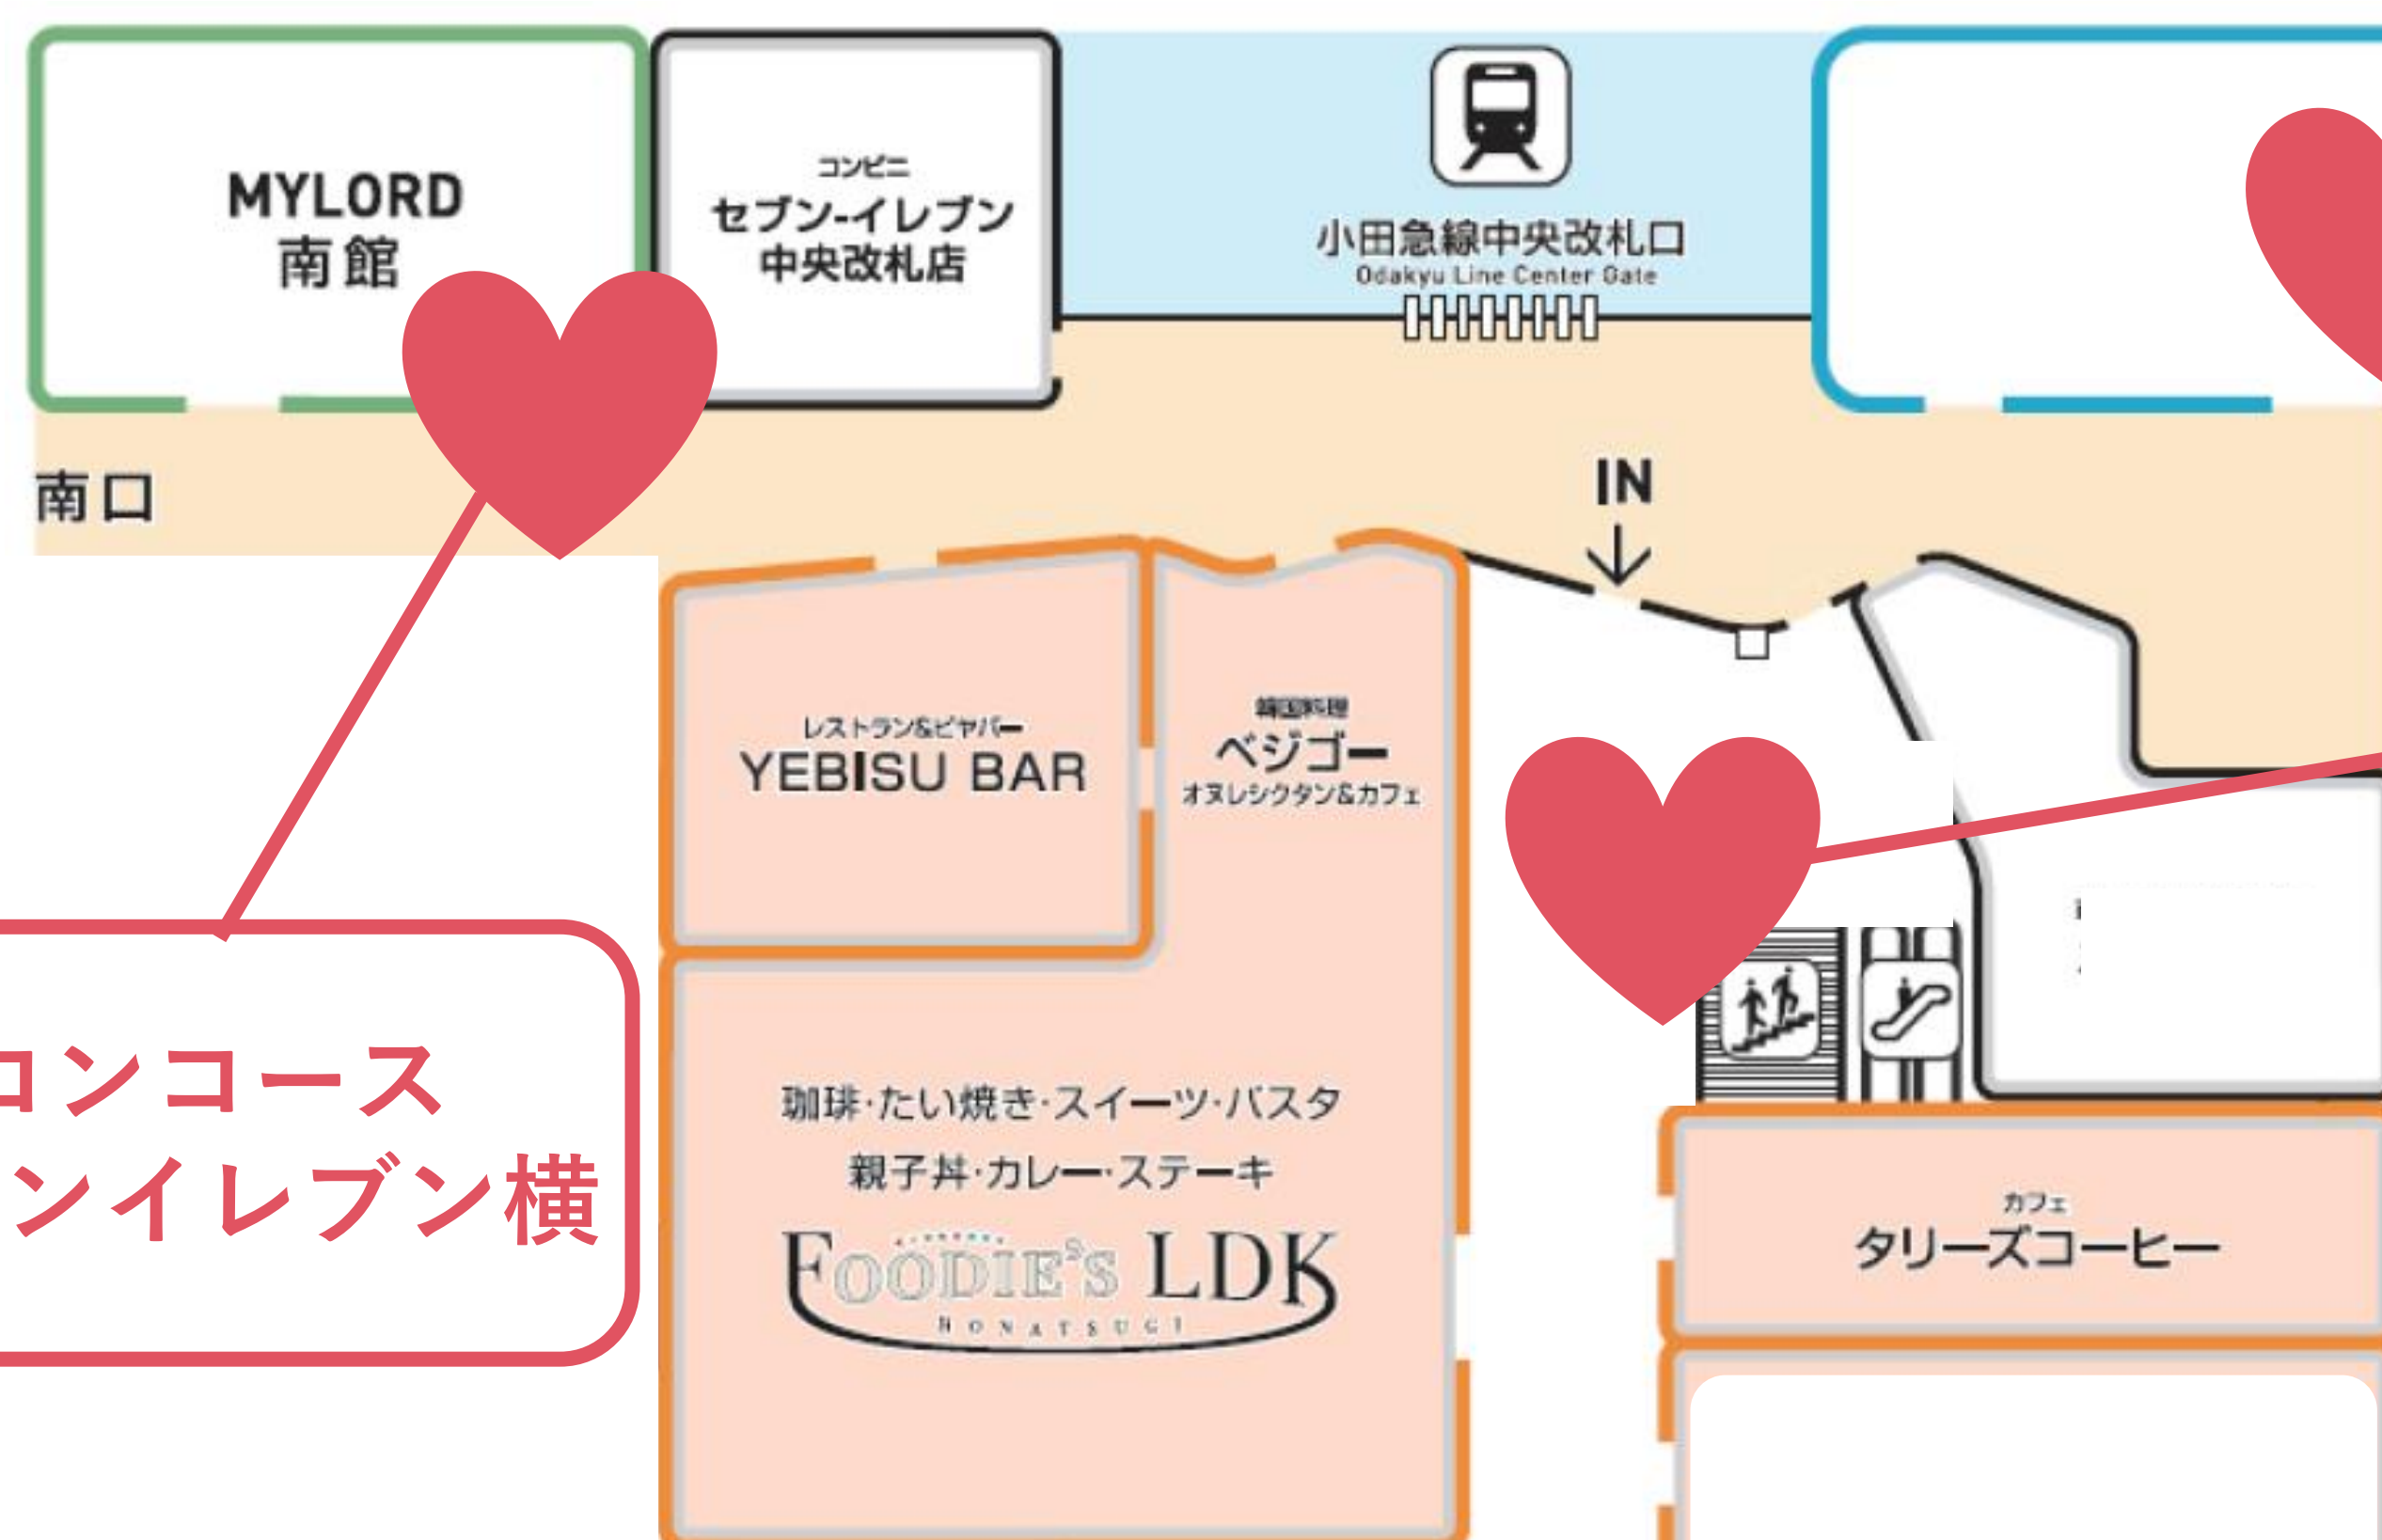 MYLORD
南館
コンビニ
セブン-イレブン
中央改札店
小田急線中央改札口
Odakyu Line Center Gate
南口
IN
レストラン&ビヤバー
YEBISU BAR
韓国料理
ベジゴー
オヌレシクタン&カフェ
コンコース
ンイレブン横
珈琲・たい焼き・スイーツ・パスタ
親子丼・カレー・ステーキ
FOODIE'S LDK
HONATSUGI
カフェ
タリーズコーヒー